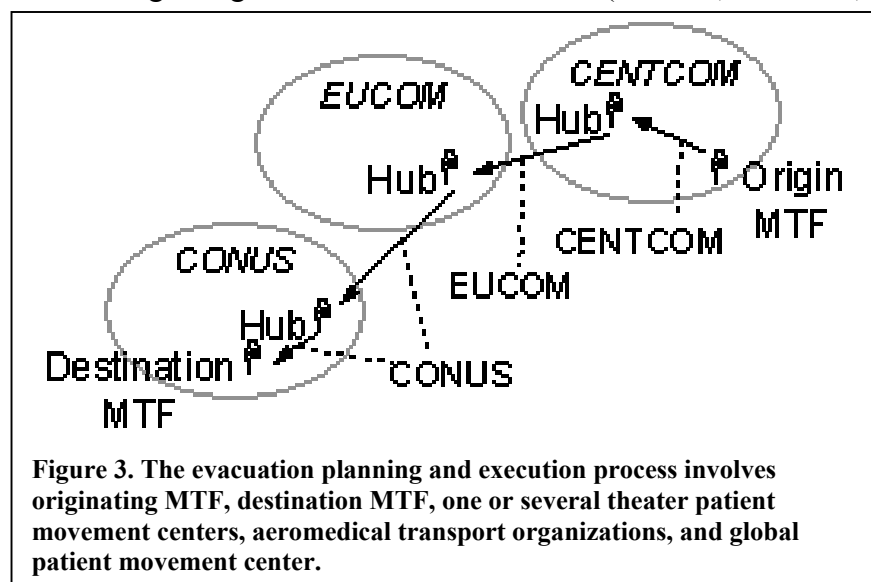 CENTCOM
EUCOM
Hub
Hub
Origin
MTF
CENTCOM
EUCOM
CONUS
Hub
Destination
MTF
CONUS
Figure 3. The evacuation planning and execution process involves
originating MTF, destination MTF, one or several theater patient
movement centers, aeromedical transport organizations, and global
patient movement center.